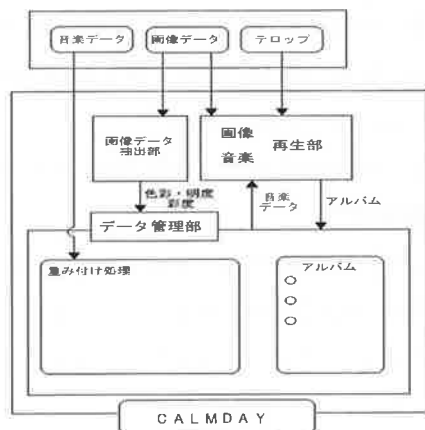 音楽データ
画像データ
テロップ
画像データ
抽出部
画像
音楽
再生部
色彩・明度
彩度
音楽
データ
アルバム
データ管理部
重み付け処理
アルバム
CALMDAY